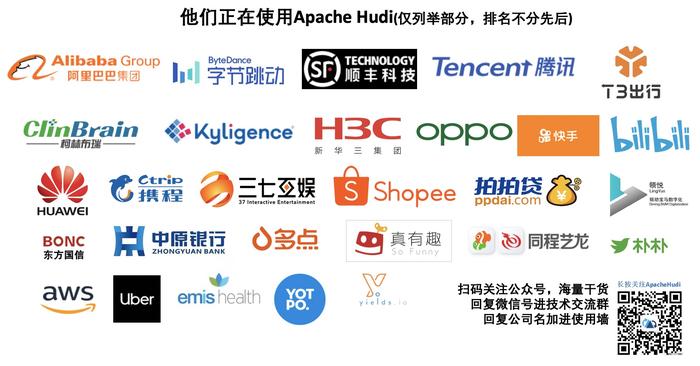 他们正在使用Apache Hudi(仅列举部分，排名不分先后)
Alibaba Group
阿里巴巴集团
ByteDance
字节跳动
SF TECHNOLOGY
顺丰科技
Tencent 腾讯
T3出行
ClinBrain
柯林布瑞
Kyligence
H3C
新华三集团
oppo
快手
bilibili
HUAWEI
Ctrip
携程
三七互娱
37 Interactive Entertainment
Shopee
拍拍贷
ppdai.com
领悦
LingYue
BONC
东方国信
中原银行
ZHONGYUAN BANK
多点
真有趣
So Funny
同程艺龙
朴朴
aws
Uber
emis health
YOT
PO.
yields.io
扫码关注公众号，海量干货
回复微信号进技术交流群
回复公司名加进使用墙
长按关注ApacheHudi